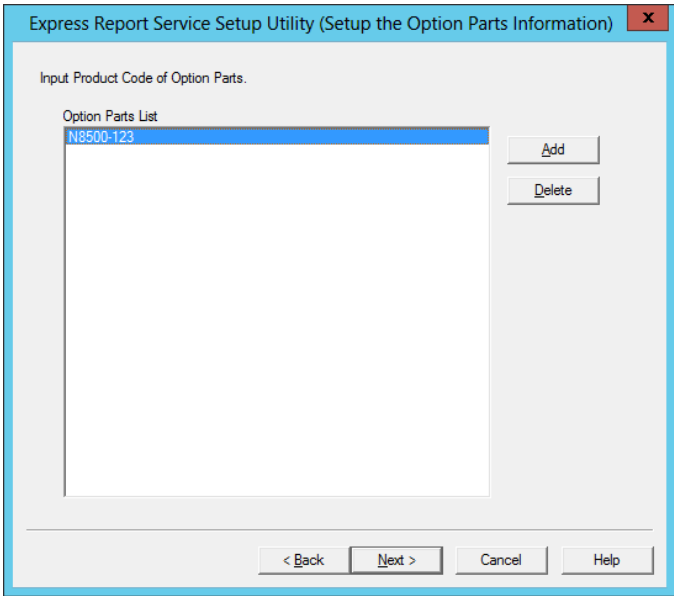 Express Report Service Setup Utility (Setup the Option Parts Information)
x
Input Product Code of Option Parts.
Option Parts List
N8500-123
Add
Delete
< Back
Next >
Cancel
Help